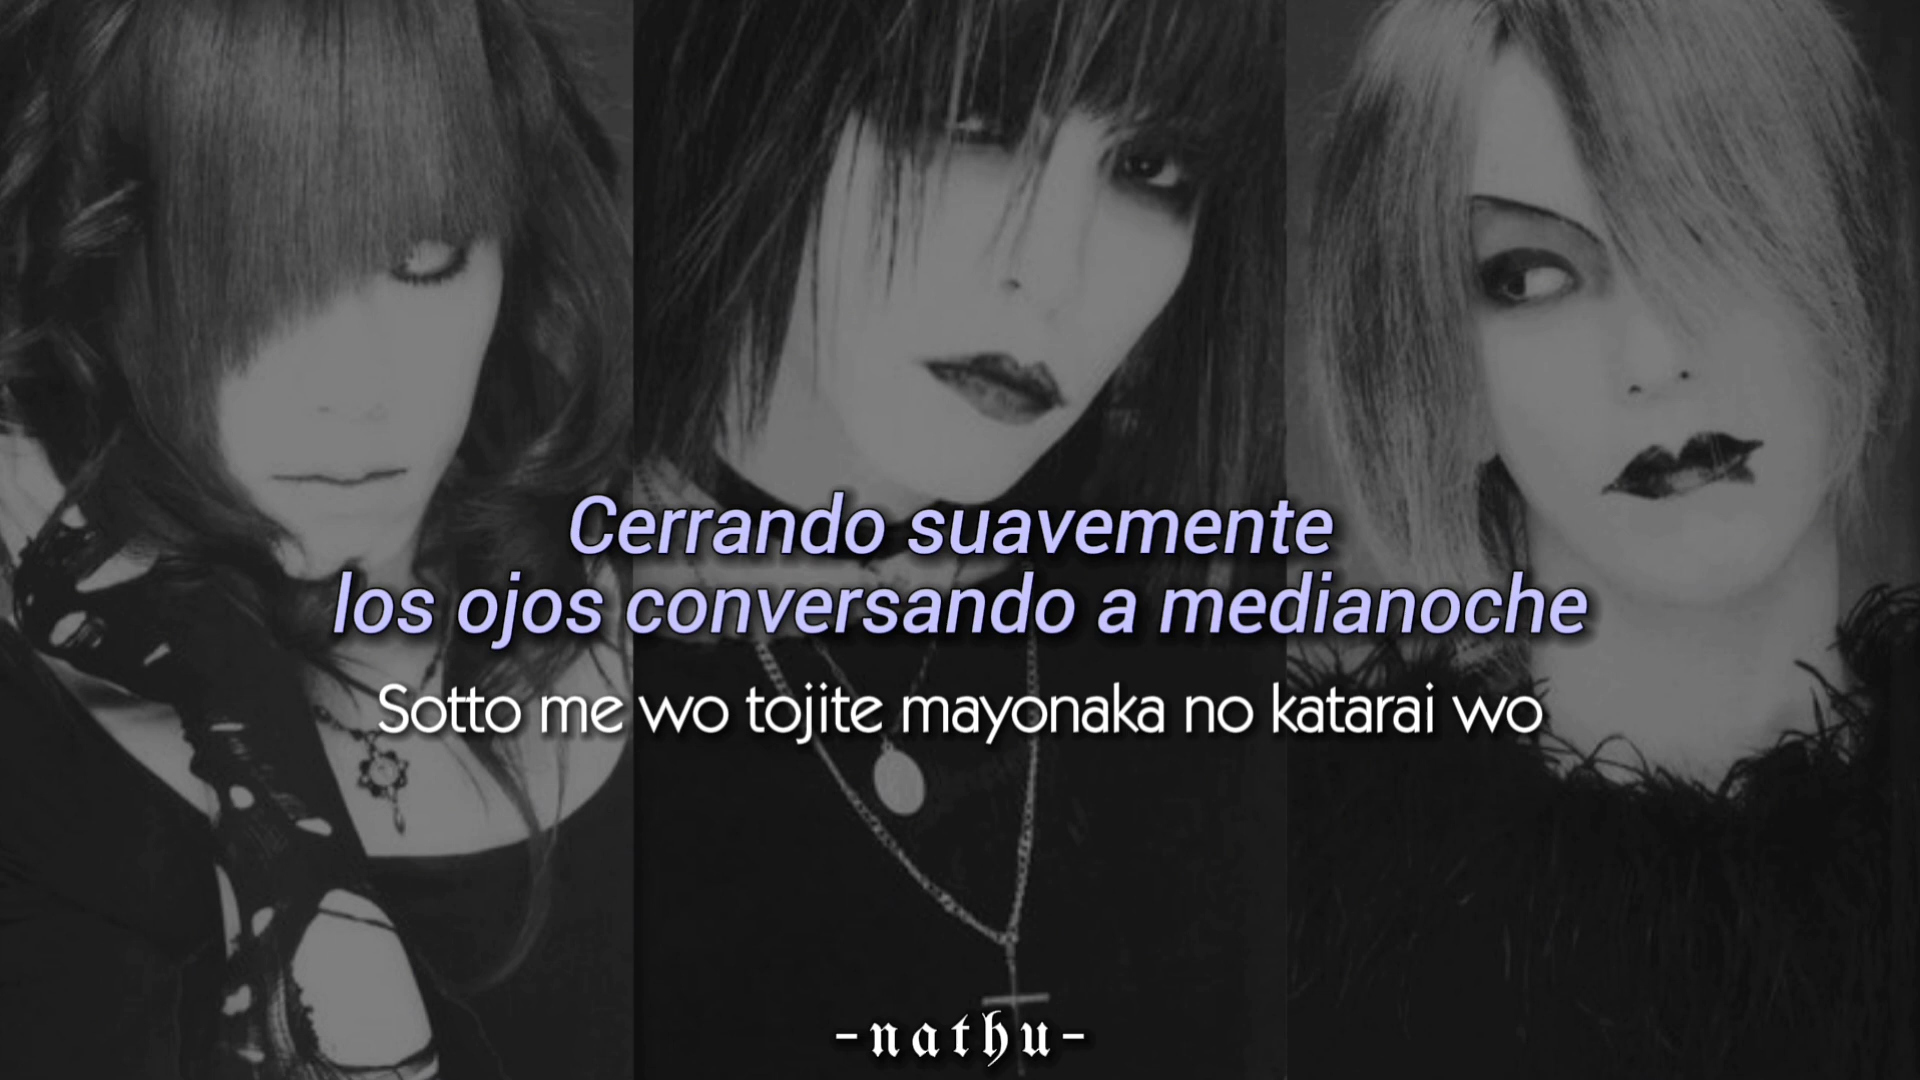 Cerrando suavemente
los ojos conversando a medianoche
Sotto me wo tojite mayonaka no katarai wo
-nathu-